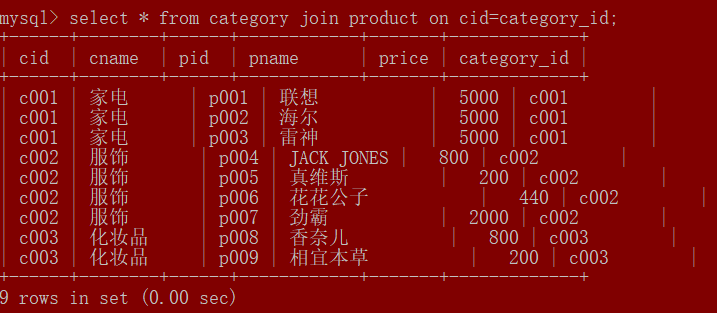 mysql> select * from category join product on cid=category_id;
+------+--------+------+------------+-------+-------------+
| cid | cname | pid | pname | price | category_id |
+------+--------+------+------------+-------+-------------+
| c001 | 家电 | p001 | 联想 | 5000 | c001 |
| c001 | 家电 | p002 | 海尔 | 5000 | c001 |
| c001 | 家电 | p003 | 雷神 | 5000 | c001 |
| c002 | 服饰 | p004 | JACK JONES | 800 | c002 |
| c002 | 服饰 | p005 | 真维斯 | 200 | c002 |
| c002 | 服饰 | p006 | 花花公子 | 440 | c002 |
| c002 | 服饰 | p007 | 劲霸 | 2000 | c002 |
| c003 | 化妆品 | p008 | 香奈儿 | 800 | c003 |
| c003 | 化妆品 | p009 | 相宜本草 | 200 | c003 |
+------+--------+------+------------+-------+-------------+
9 rows in set (0.00 sec)